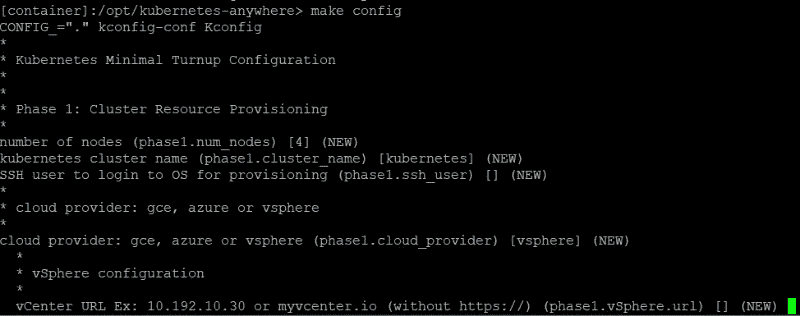 [container]:/opt/kubernetes-anywhere> make config
CONFIG_="." kconfig-conf Kconfig
*
* Kubernetes Minimal Turnup Configuration
*
*
* Phase 1: Cluster Resource Provisioning
*
number of nodes (phase1.num_nodes) [4] (NEW)
kubernetes cluster name (phase1.cluster_name) [kubernetes] (NEW)
SSH user to login to OS for provisioning (phase1.ssh_user) [] (NEW)
*
* cloud provider: gce, azure or vsphere
*
cloud provider: gce, azure or vsphere (phase1.cloud_provider) [vsphere] (NEW)
  *
  * vSphere configuration
  *
  vCenter URL Ex: 10.192.10.30 or myvcenter.io (without https://) (phase1.vSphere.url) [] (NEW)